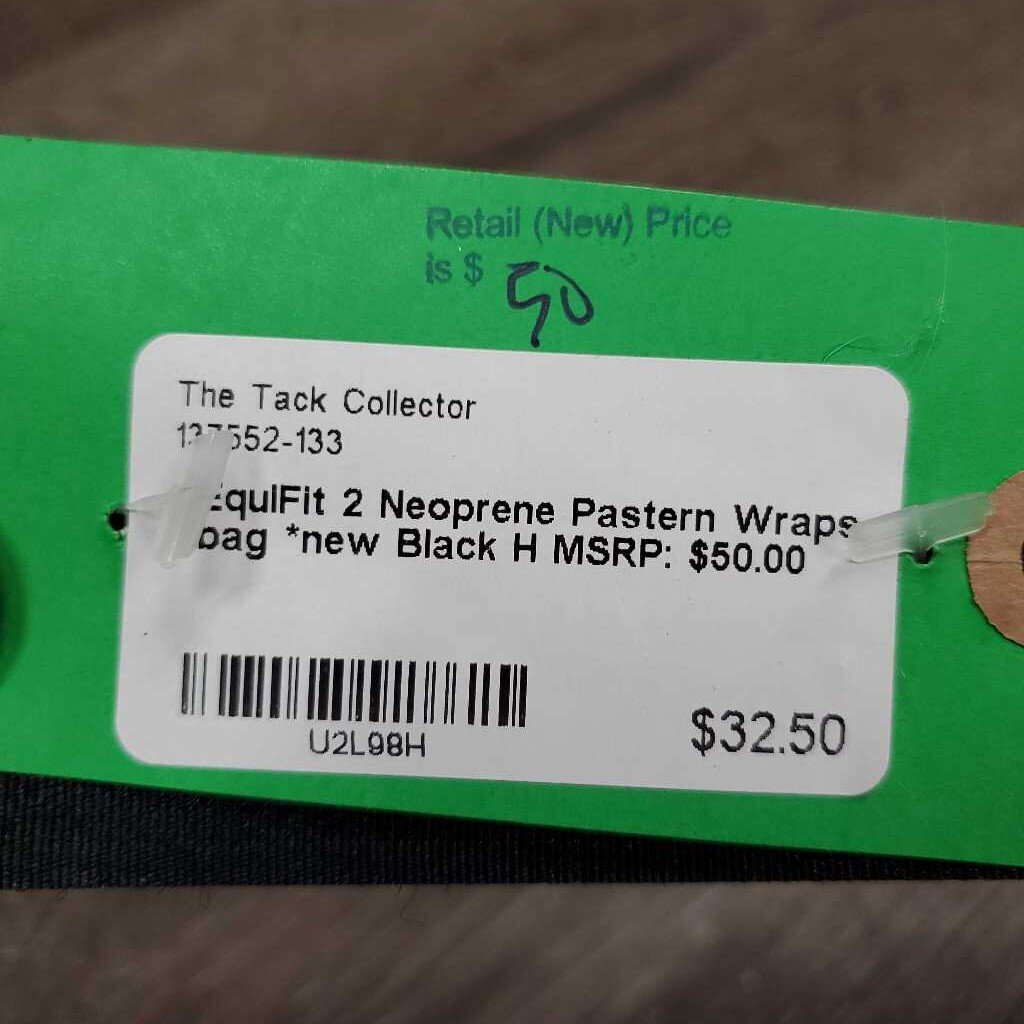 Retail (New) Price
is $ 50
The Tack Collector
137552-133
EquiFit 2 Neoprene Pastern Wraps
bag *new Black H MSRP: $50.00
U2L98H
$32.50